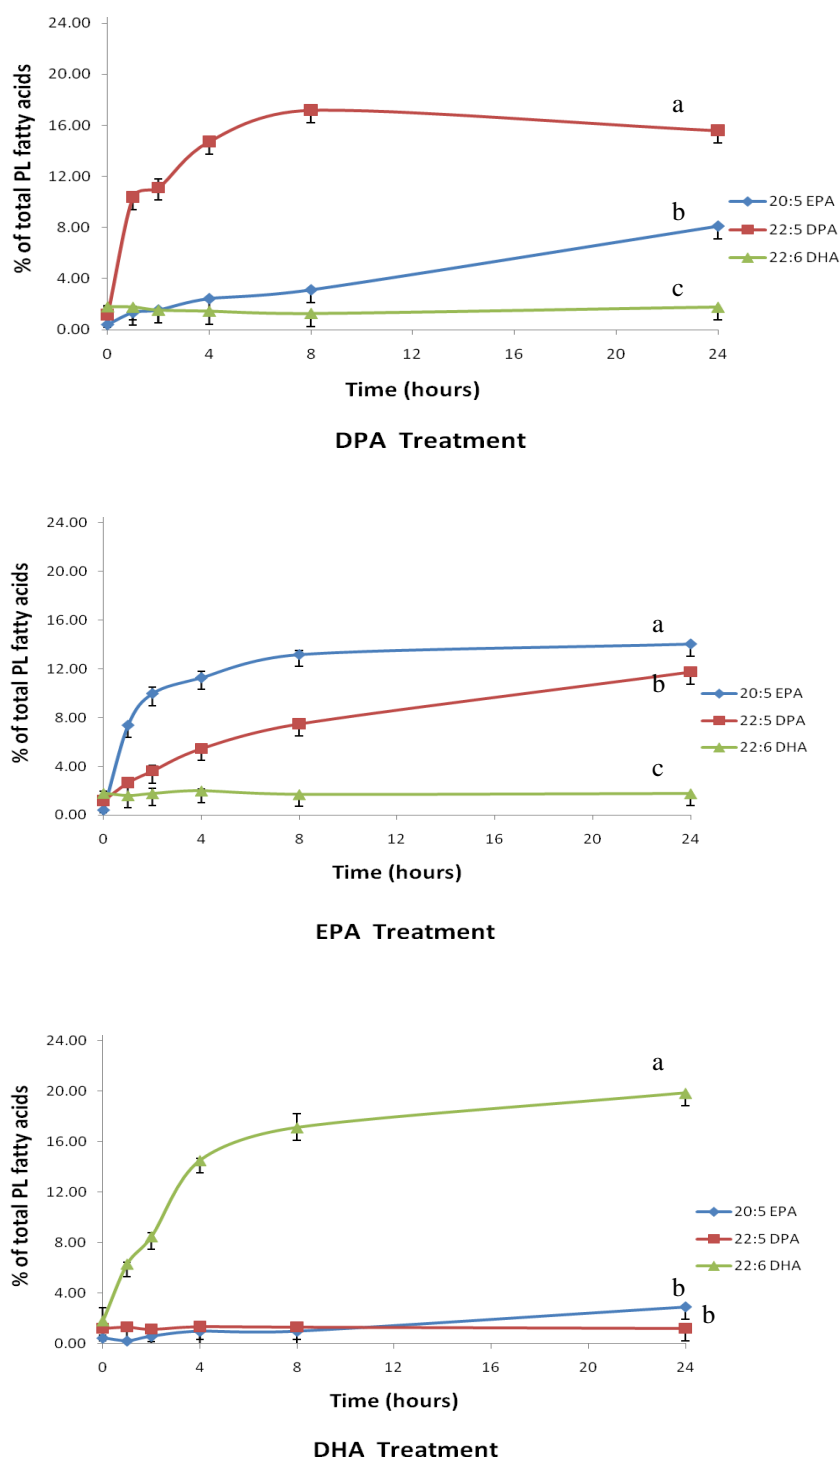 24.00
20.00
16.00
12.00
8.00
4.00
0.00
% of total PL fatty acids
a
b
c
20:5 EPA
22:5 DPA
22:6 DHA
0 4 8 12 16 20 24
Time (hours)
DPA Treatment
24.00
20.00
16.00
12.00
8.00
4.00
0.00
% of total PL fatty acids
a
b
c
20:5 EPA
22:5 DPA
22:6 DHA
0 4 8 12 16 20 24
Time (hours)
EPA Treatment
24.00
20.00
16.00
12.00
8.00
4.00
0.00
% of total PL fatty acids
a
b
b
20:5 EPA
22:5 DPA
22:6 DHA
0 4 8 12 16 20 24
Time (hours)
DHA Treatment